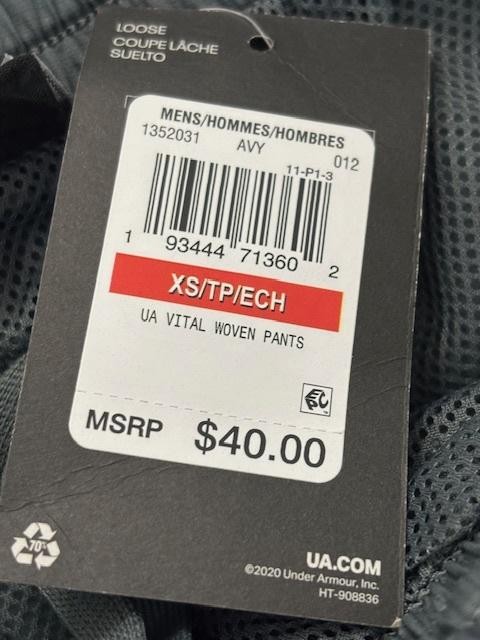 LOOSE
COUPE LÂCHE
SUELTO
MENS/HOMMES/HOMBRES
1352031 AVY 012
11-P1-3
1 93444 71360 2
XS/TP/ECH
UA VITAL WOVEN PANTS
EPC
MSRP $40.00
70%
UA.COM
©2020 Under Armour, Inc.
HT-908836